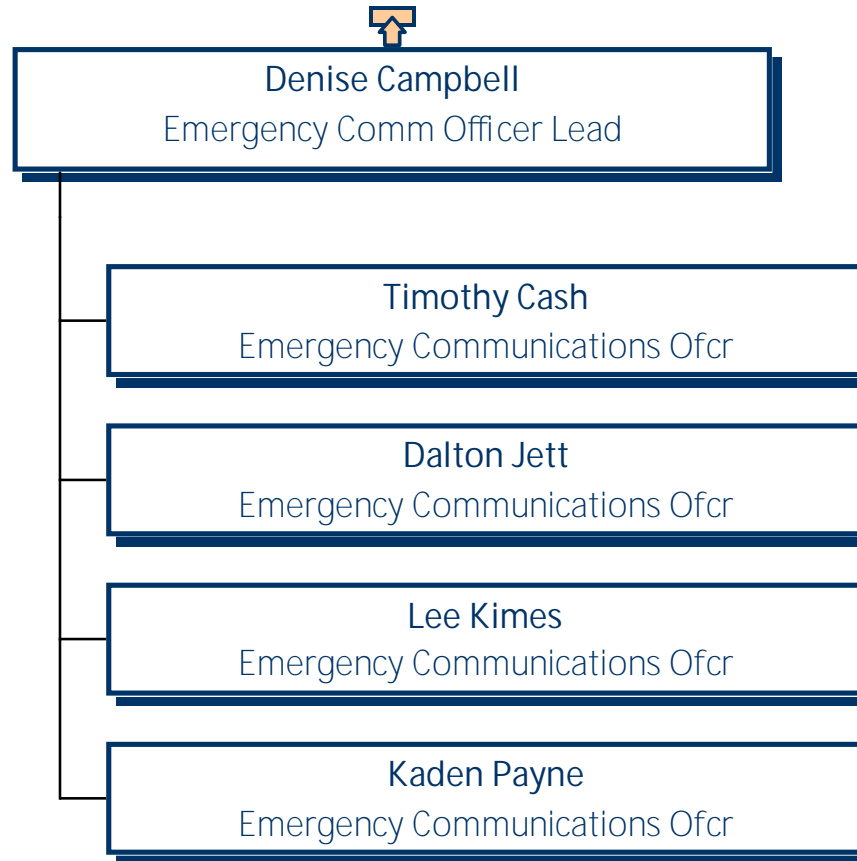 Denise Campbell
Emergency Comm Officer Lead
Timothy Cash
Emergency Communications Ofcr
Dalton Jett
Emergency Communications Ofcr
Lee Kimes
Emergency Communications Ofcr
Kaden Payne
Emergency Communications Ofcr